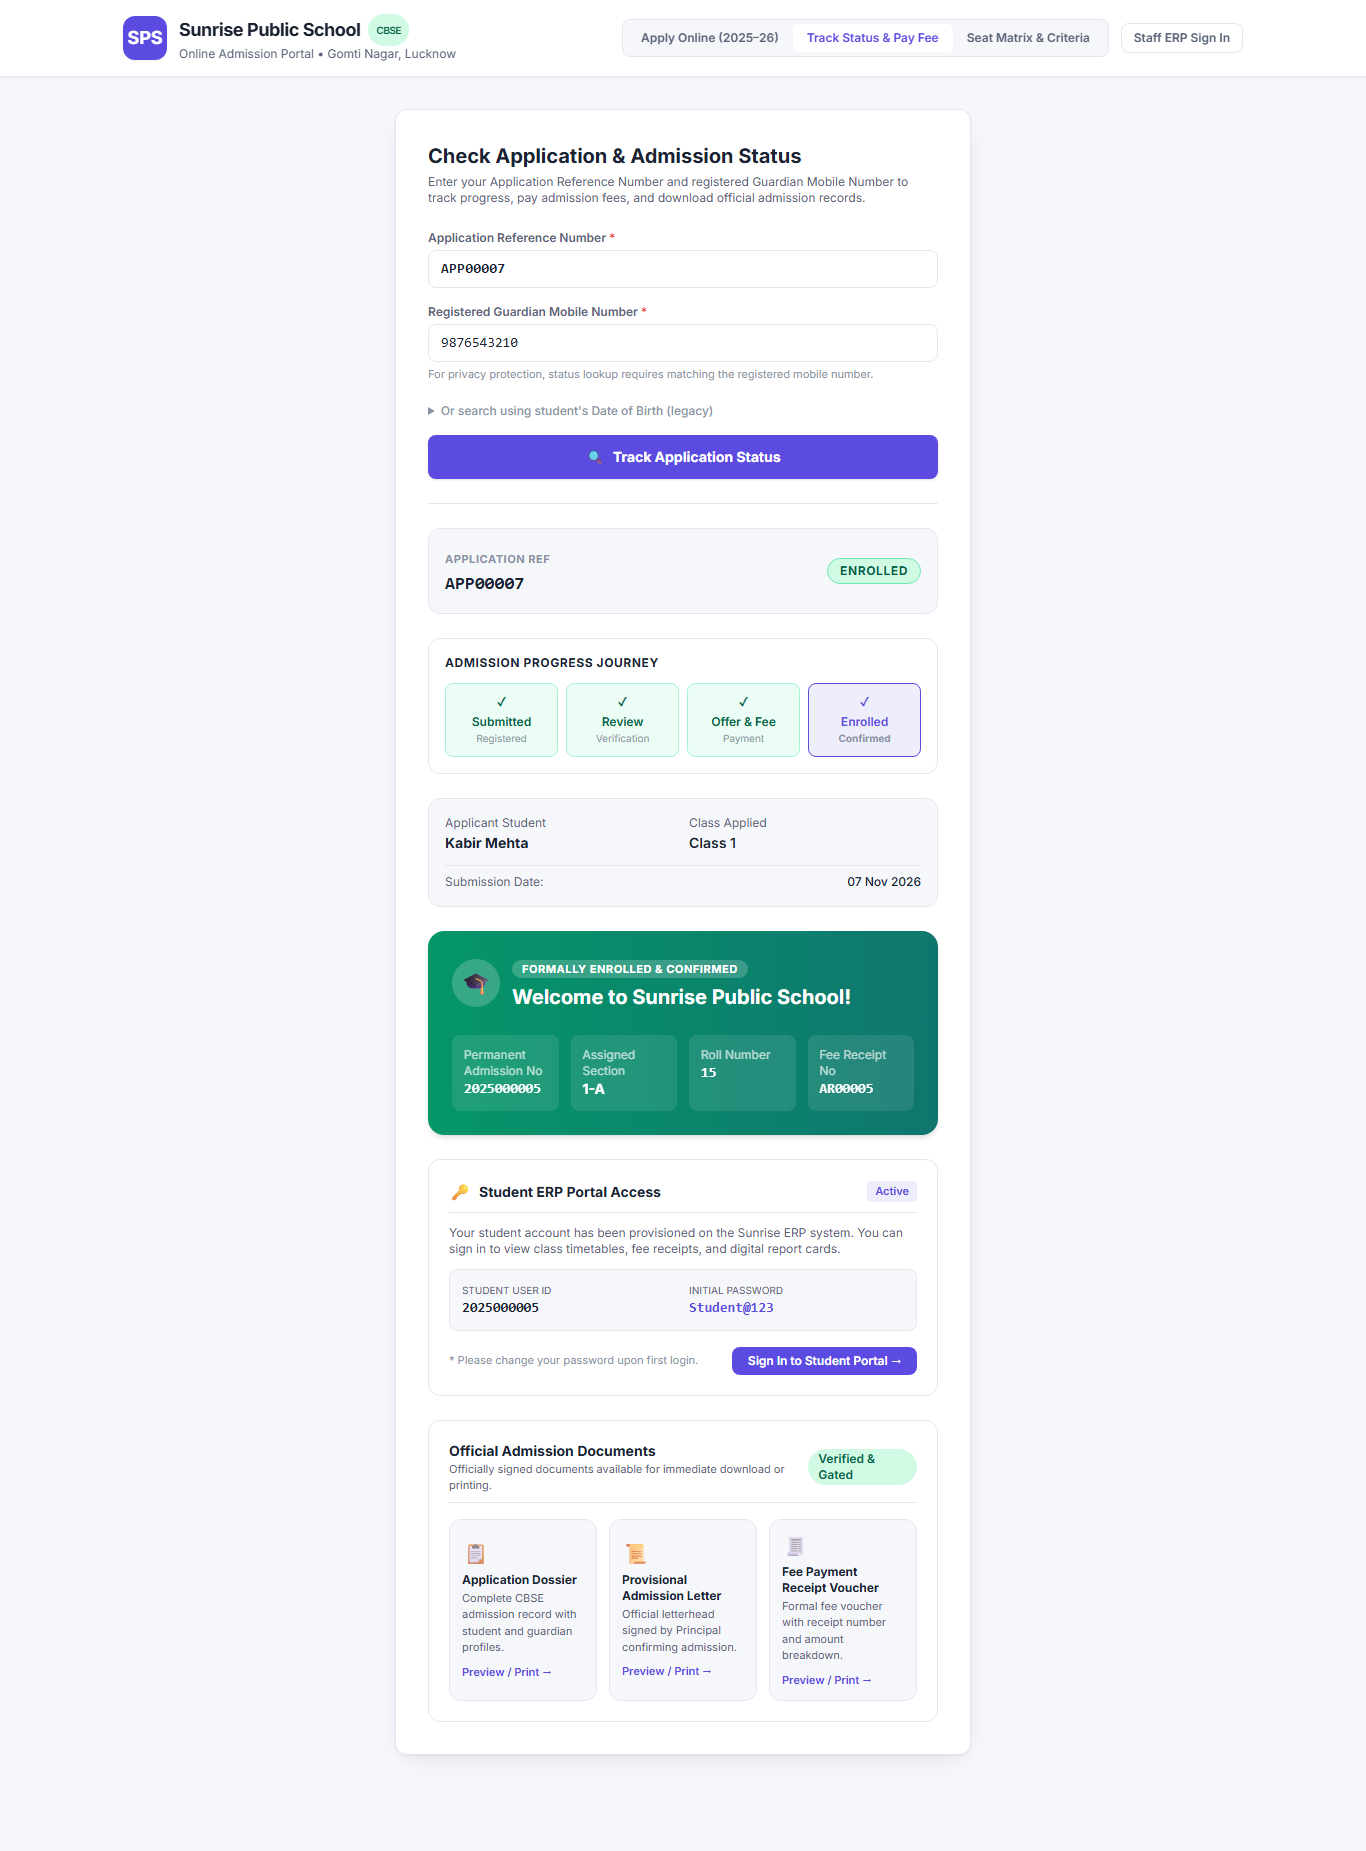 SPS
Sunrise Public School CBSE
Online Admission Portal • Gomti Nagar, Lucknow
Apply Online (2025–26)
Track Status & Pay Fee
Seat Matrix & Criteria
Staff ERP Sign In
Check Application & Admission Status
Enter your Application Reference Number and registered Guardian Mobile Number to
track progress, pay admission fees, and download official admission records.
Application Reference Number *
APP00007
Registered Guardian Mobile Number *
9876543210
For privacy protection, status lookup requires matching the registered mobile number.
Or search using student's Date of Birth (legacy)
Track Application Status
APPLICATION REF
APP00007
ENROLLED
ADMISSION PROGRESS JOURNEY
✓
Submitted
Registered
✓
Review
Verification
✓
Offer & Fee
Payment
✓
Enrolled
Confirmed
Applicant Student
Kabir Mehta
Class Applied
Class 1
Submission Date:
07 Nov 2026
FORMALLY ENROLLED & CONFIRMED
Welcome to Sunrise Public School!
Permanent
Admission No
2025000005
Assigned
Section
1-A
Roll Number
15
Fee Receipt
No
AR00005
Student ERP Portal Access
Active
Your student account has been provisioned on the Sunrise ERP system. You can
sign in to view class timetables, fee receipts, and digital report cards.
STUDENT USER ID
2025000005
INITIAL PASSWORD
Student@123
* Please change your password upon first login.
Sign In to Student Portal →
Official Admission Documents
Officially signed documents available for immediate download or
printing.
Verified &
Gated
Application Dossier
Complete CBSE
admission record with
student and guardian
profiles.
Preview / Print →
Provisional
Admission Letter
Official letterhead
signed by Principal
confirming admission.
Preview / Print →
Fee Payment
Receipt Voucher
Formal fee voucher
with receipt number
and amount
breakdown.
Preview / Print →